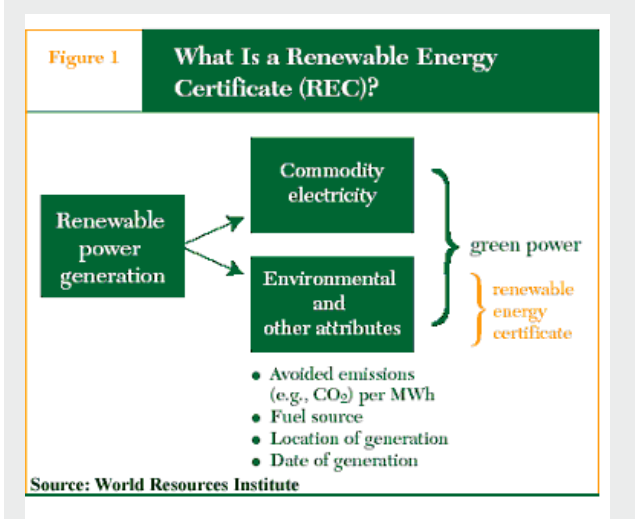 Figure 1
What Is a Renewable Energy
Certificate (REC)?
Renewable
power
generation
Commodity
electricity
Environmental
and
other attributes
green power
renewable
energy
certificate
• Avoided emissions
(e.g., CO₂) per MWh
• Fuel source
• Location of generation
• Date of generation
Source: World Resources Institute